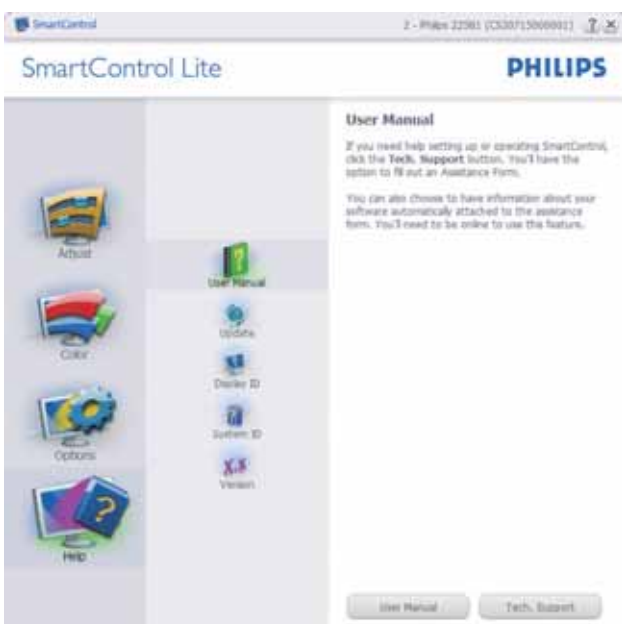 SmartControl
2 - Philips 225B1 (CS207150000001) ? X
SmartControl Lite
PHILIPS
Adjust
Color
Options
Help
User Manual
Update
Display ID
System ID
X.X
Version
User Manual
If you need help setting up or operating SmartControl,
click the Tech. Support button. You'll have the
option to fill out an Assistance Form.
You can also choose to have information about your
software automatically attached to the assistance
form. You'll need to be online to use this feature.
User Manual
Tech. Support